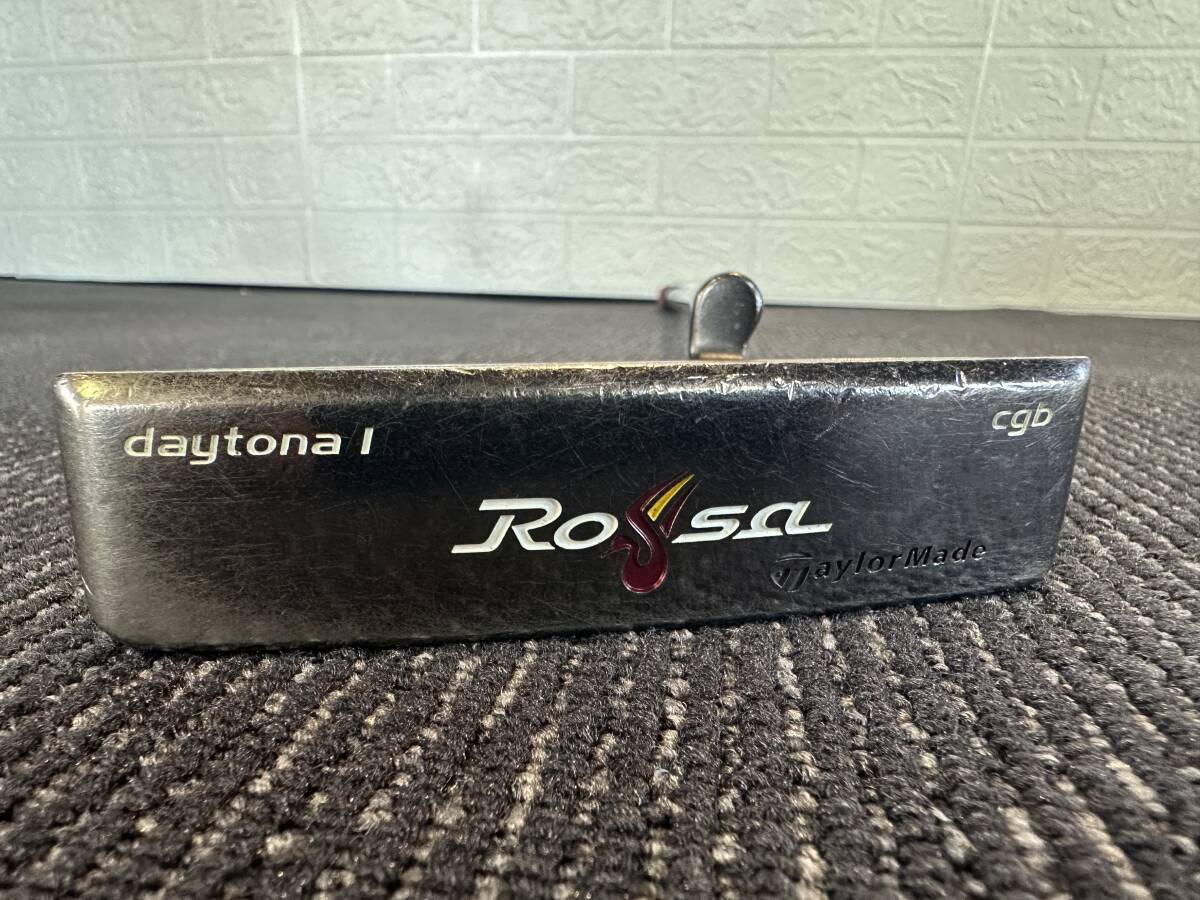 daytona I
cgb
Rossa
TaylorMade